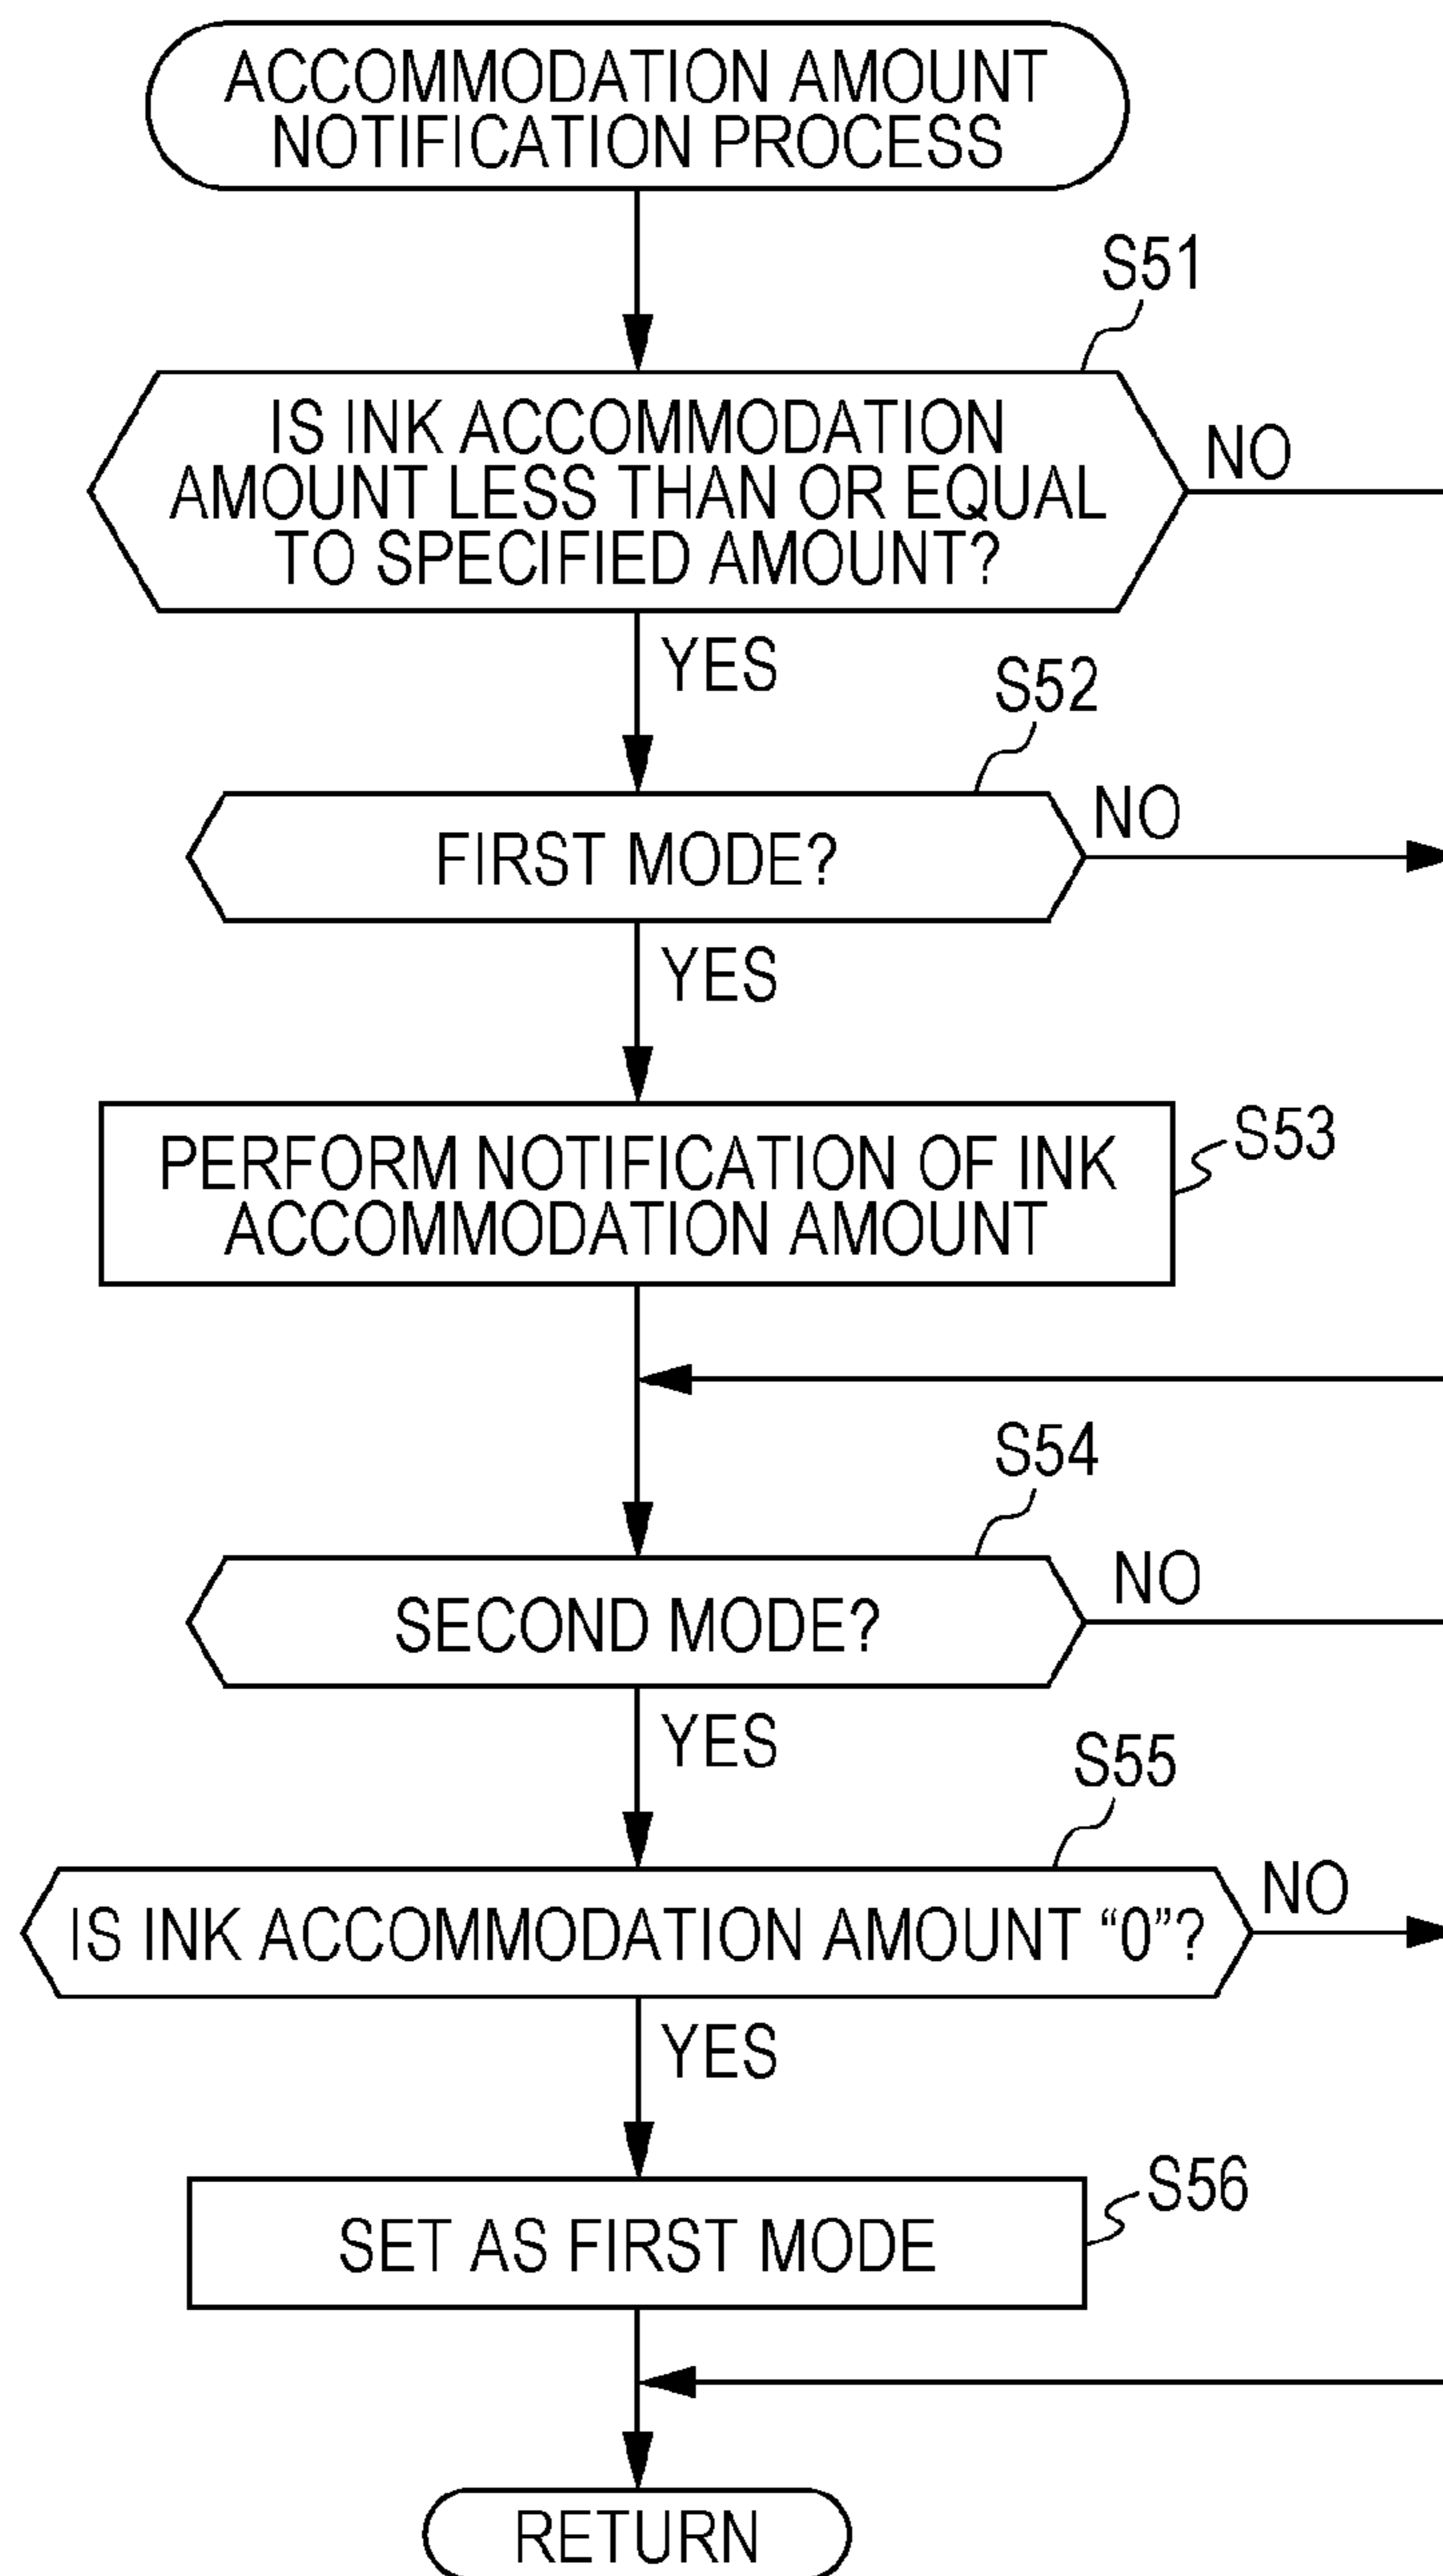 ACCOMMODATION AMOUNT
NOTIFICATION PROCESS
S51
IS INK ACCOMMODATION
AMOUNT LESS THAN OR EQUAL
TO SPECIFIED AMOUNT?
NO
YES
S52
FIRST MODE?
NO
YES
PERFORM NOTIFICATION OF INK
ACCOMMODATION AMOUNT
S53
S54
SECOND MODE?
NO
YES
S55
IS INK ACCOMMODATION AMOUNT “0”?
NO
YES
SET AS FIRST MODE
S56
RETURN